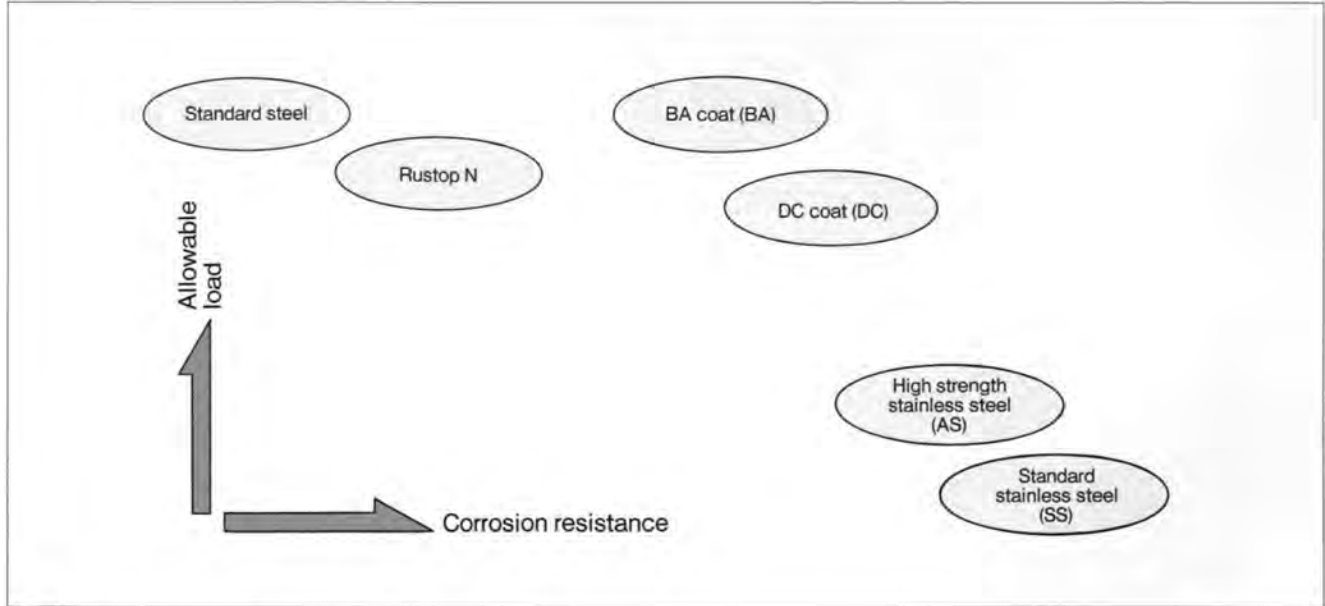 Standard steel
BA coat (BA)
Rustop N
DC coat (DC)
Allowable
load
High strength
stainless steel
(AS)
Standard
stainless steel
(SS)
Corrosion resistance